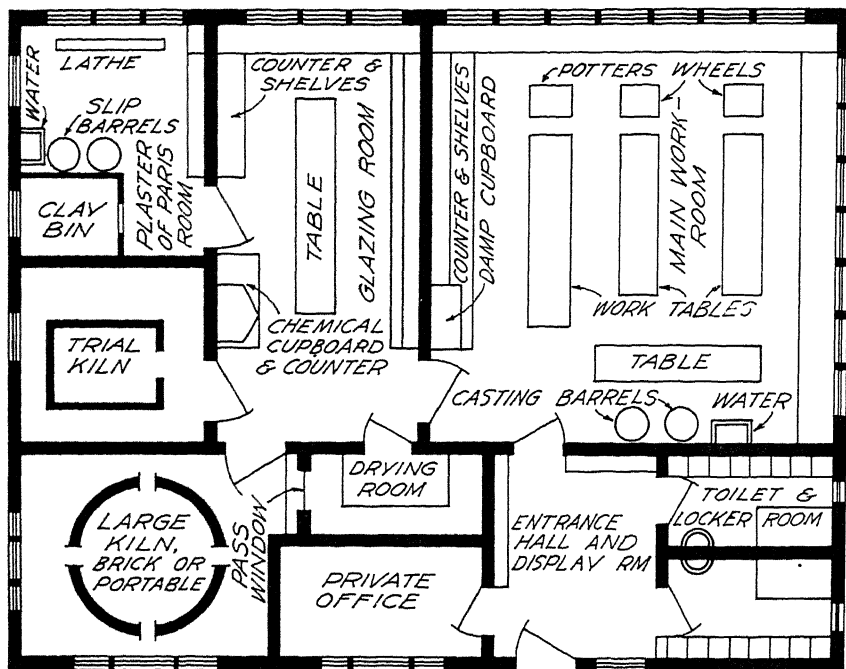 LATHE
WATER
SLIP
BARRELS
PLASTER
OF PARIS
ROOM
CLAY
BIN
COUNTER &
SHELVES
TABLE
GLAZING ROOM
CHEMICAL
CUPBOARD
& COUNTER
TRIAL
KILN
POTTERS WHEELS
COUNTER & SHELVES
DAMP CUPBOARD
MAIN WORK-
ROOM
WORK TABLES
TABLE
CASTING BARRELS
WATER
LARGE
KILN,
BRICK OR
PORTABLE
PASS
WINDOW
DRYING
ROOM
PRIVATE
OFFICE
ENTRANCE
HALL AND
DISPLAY RM
TOILET &
LOCKER ROOM